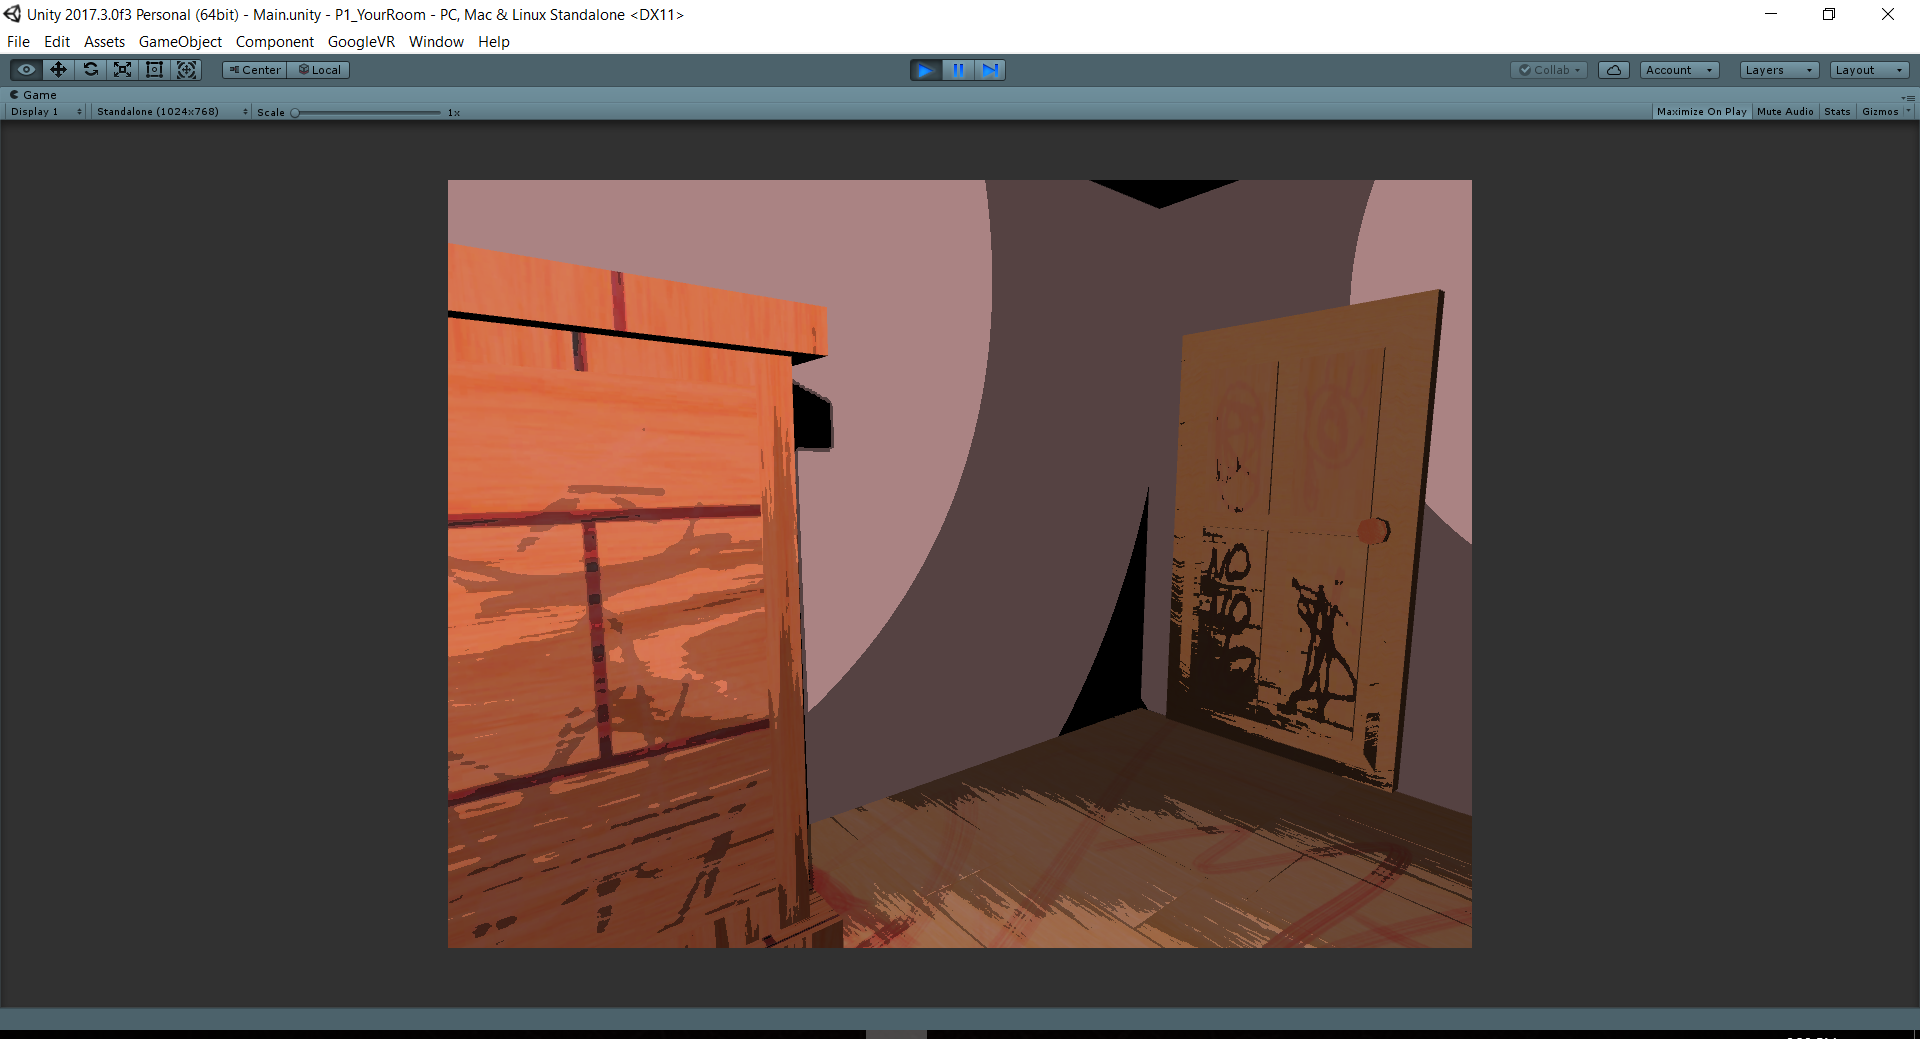 Unity 2017.3.0f3 Personal (64bit) - Main.unity - P1_YourRoom - PC, Mac & Linux Standalone <DX11>
File Edit Assets GameObject Component GoogleVR Window Help
Center Local Collab Account Layers Layout
Game
Display 1 Standalone (1024x768) Scale 1x Maximize On Play Mute Audio Stats Gizmos
NO